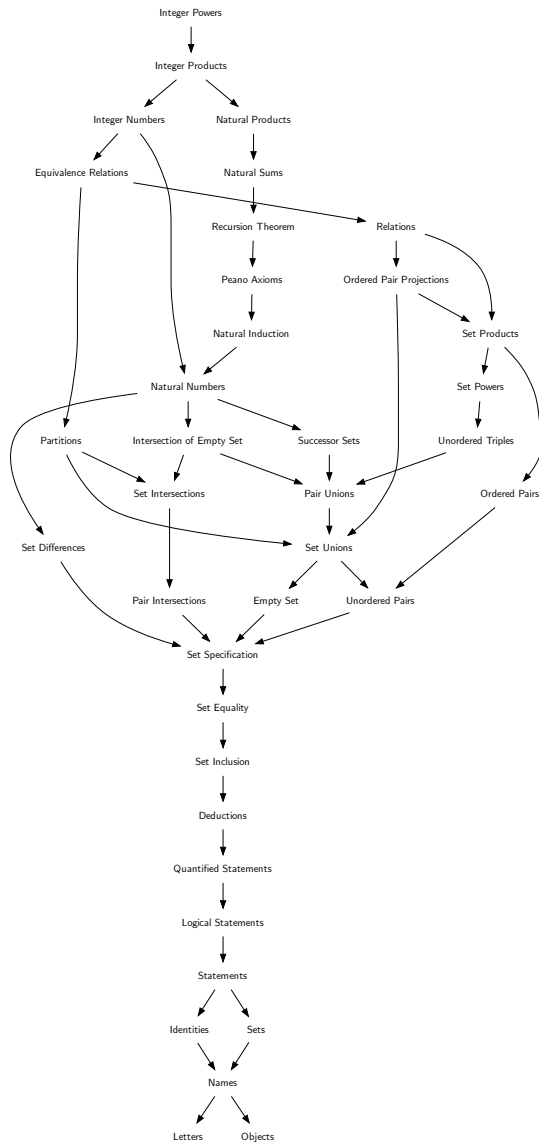 Integer Powers
Integer Products
Integer Numbers
Natural Products
Equivalence Relations
Natural Sums
Recursion Theorem
Relations
Peano Axioms
Ordered Pair Projections
Natural Induction
Set Products
Natural Numbers
Set Powers
Partitions
Intersection of Empty Set
Successor Sets
Unordered Triples
Set Intersections
Pair Unions
Ordered Pairs
Set Differences
Set Unions
Pair Intersections
Empty Set
Unordered Pairs
Set Specification
Set Equality
Set Inclusion
Deductions
Quantified Statements
Logical Statements
Statements
Identities
Sets
Names
Letters
Objects